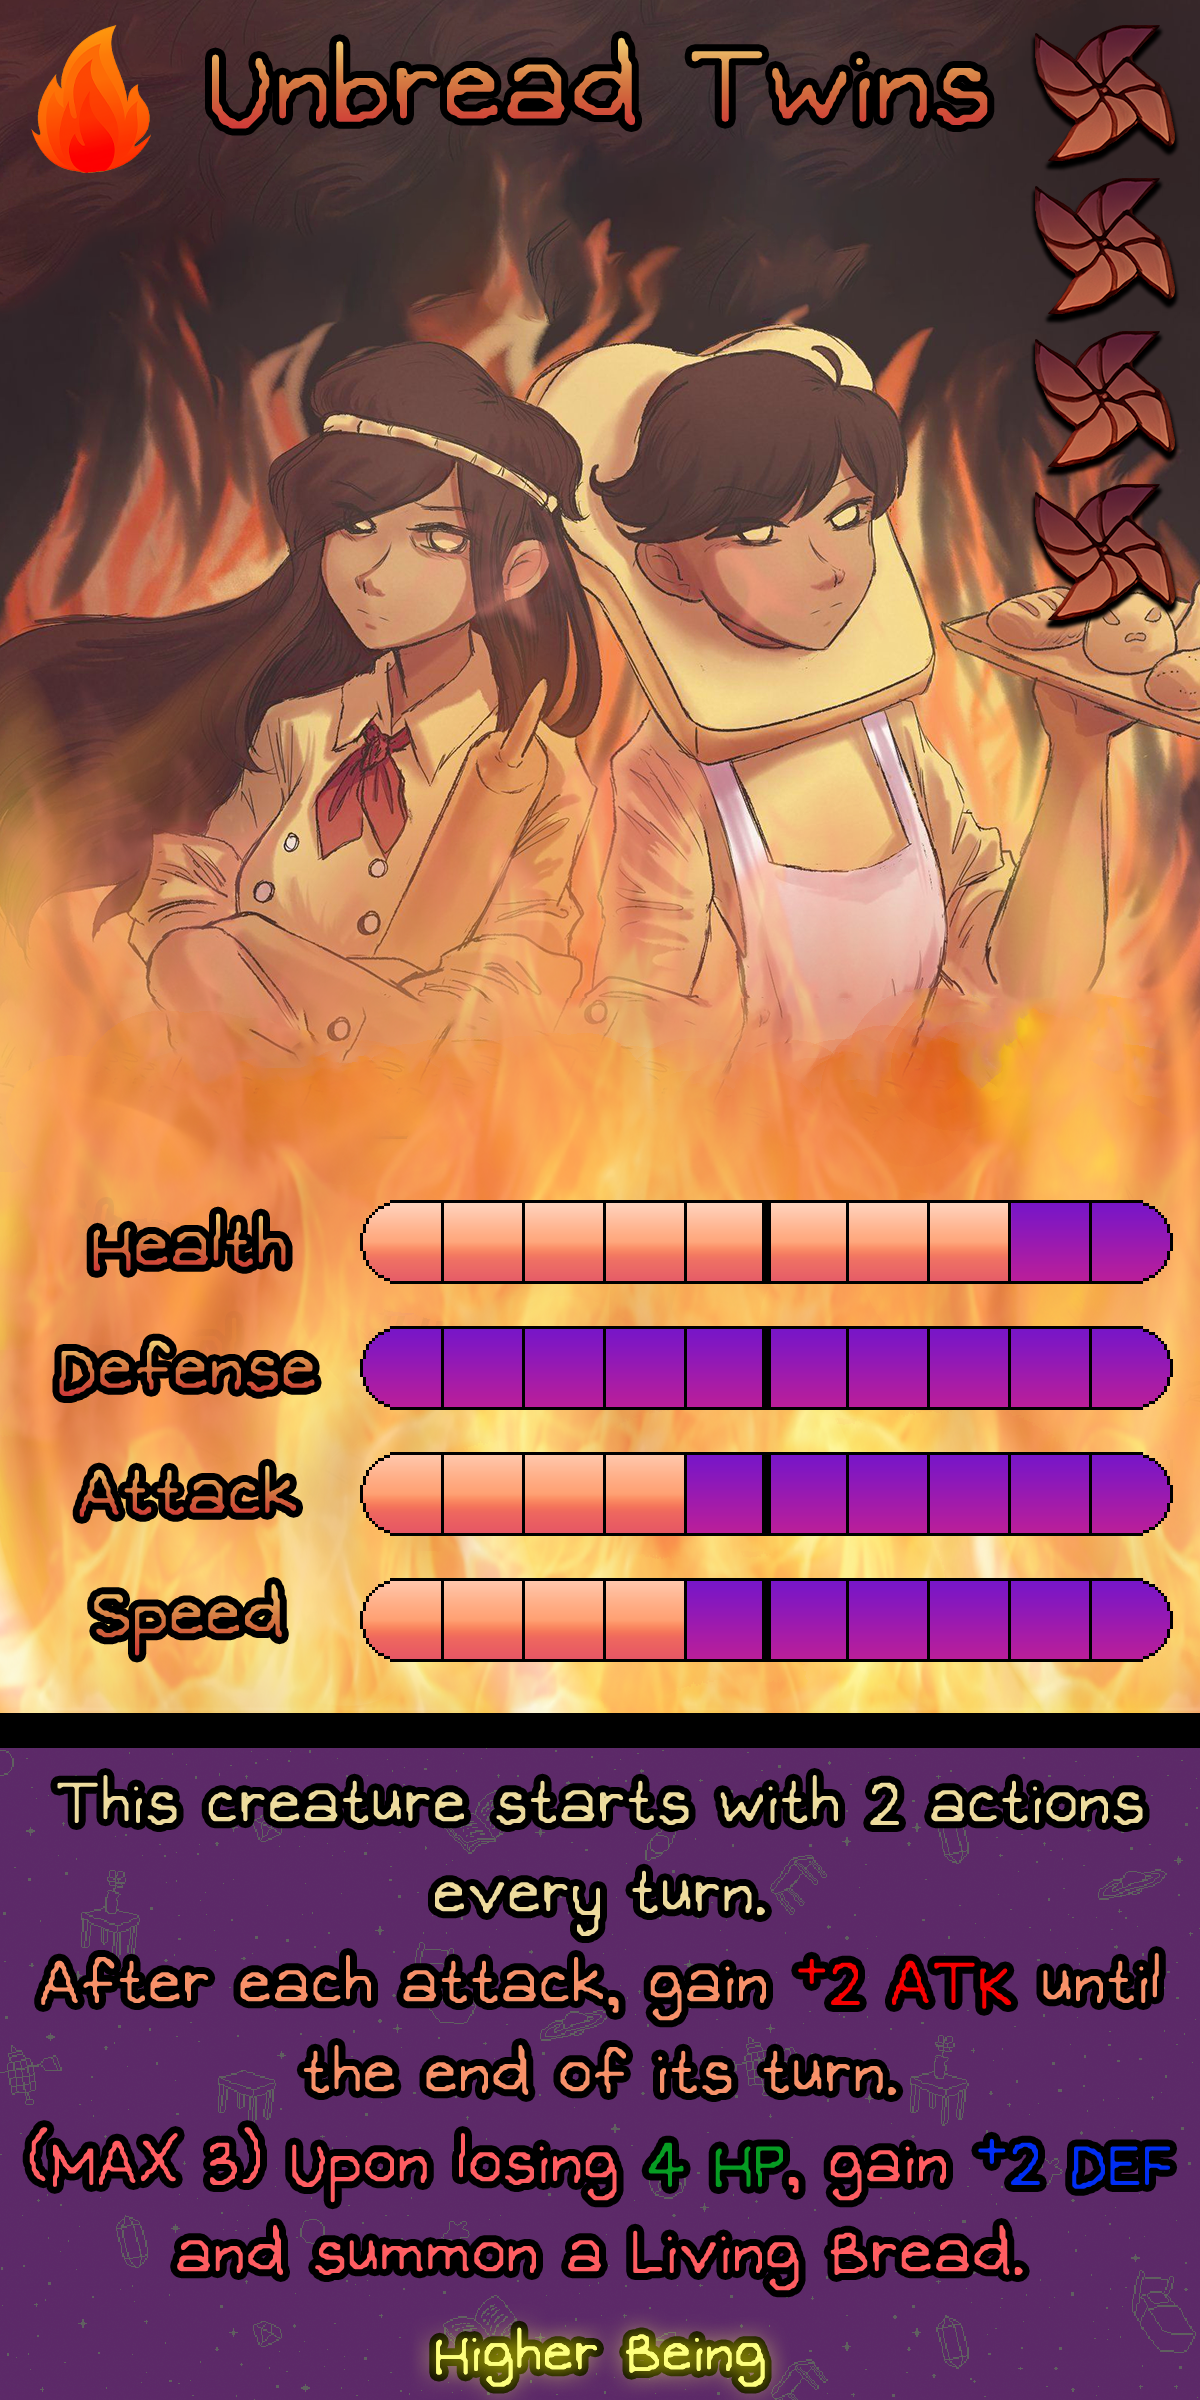 Unbread Twins
Health
Defense
Attack
Speed
This creature starts with 2 actions
every turn.
After each attack, gain +2 ATK until
the end of its turn.
(MAX 3) Upon losing 4 HP, gain +2 DEF
and summon a Living Bread.
Higher Being